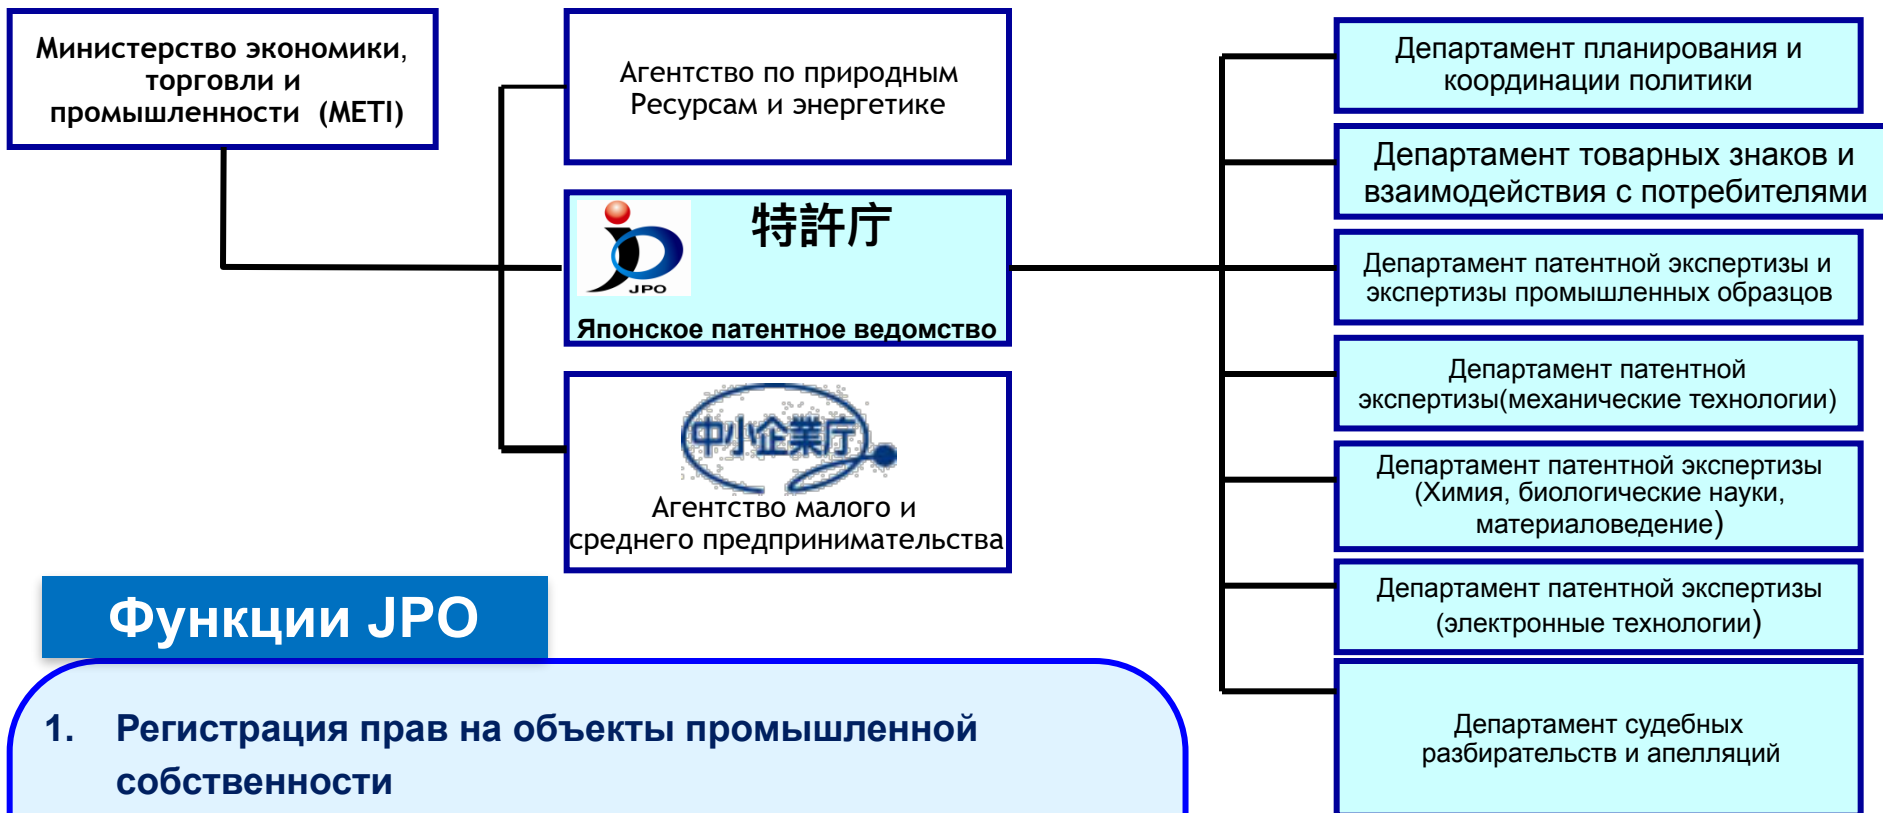 Министерство экономики,
торговли и
промышленности (METI)
Агентство по природным
Ресурсам и энергетике
特許庁
JPO
Японское патентное ведомство
中小企業庁
Агентство малого и
среднего предпринимательства
Департамент планирования и
координации политики
Департамент товарных знаков и
взаимодействия с потребителями
Департамент патентной экспертизы и
экспертизы промышленных образцов
Департамент патентной
экспертизы(механические технологии)
Департамент патентной экспертизы
(Химия, биологические науки,
материаловедение)
Департамент патентной экспертизы
(электронные технологии)
Департамент судебных
разбирательств и апелляций
Функции JPO
1. Регистрация прав на объекты промышленной
собственности